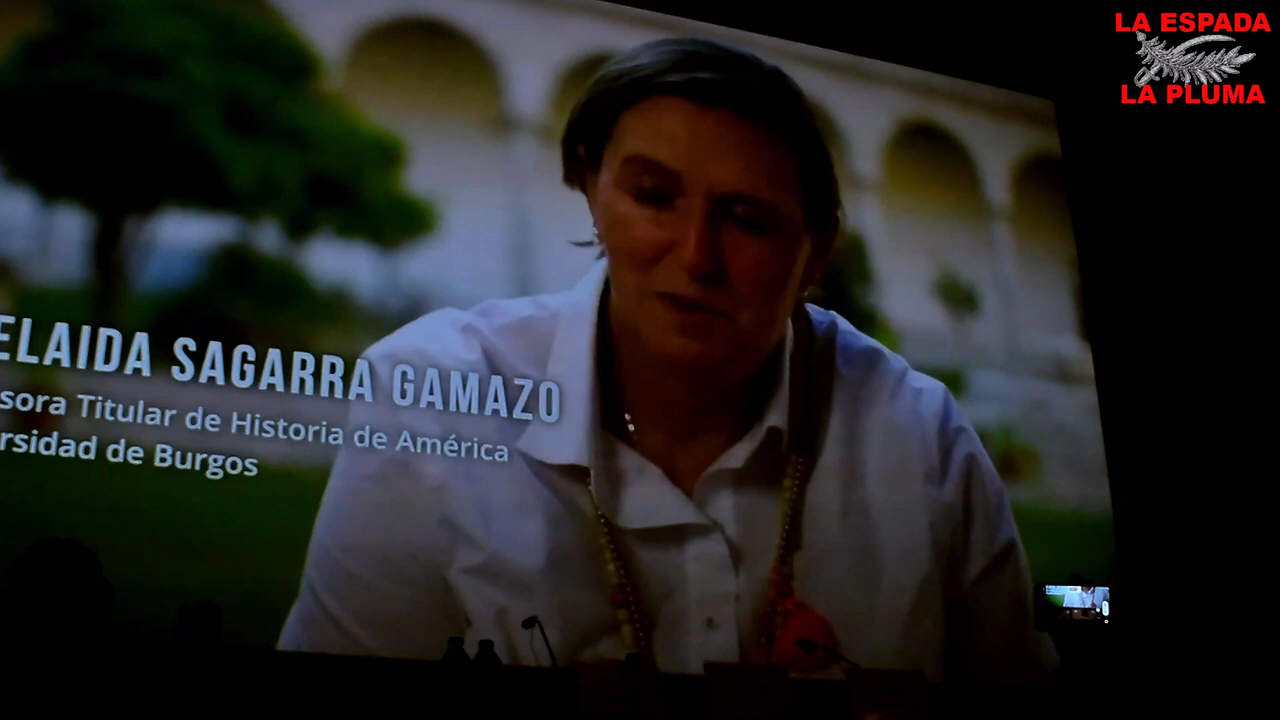 LA ESPADA
LA PLUMA
ELAIDA SAGARRA GAMAZO
sora Titular de Historia de América
rsidad de Burgos